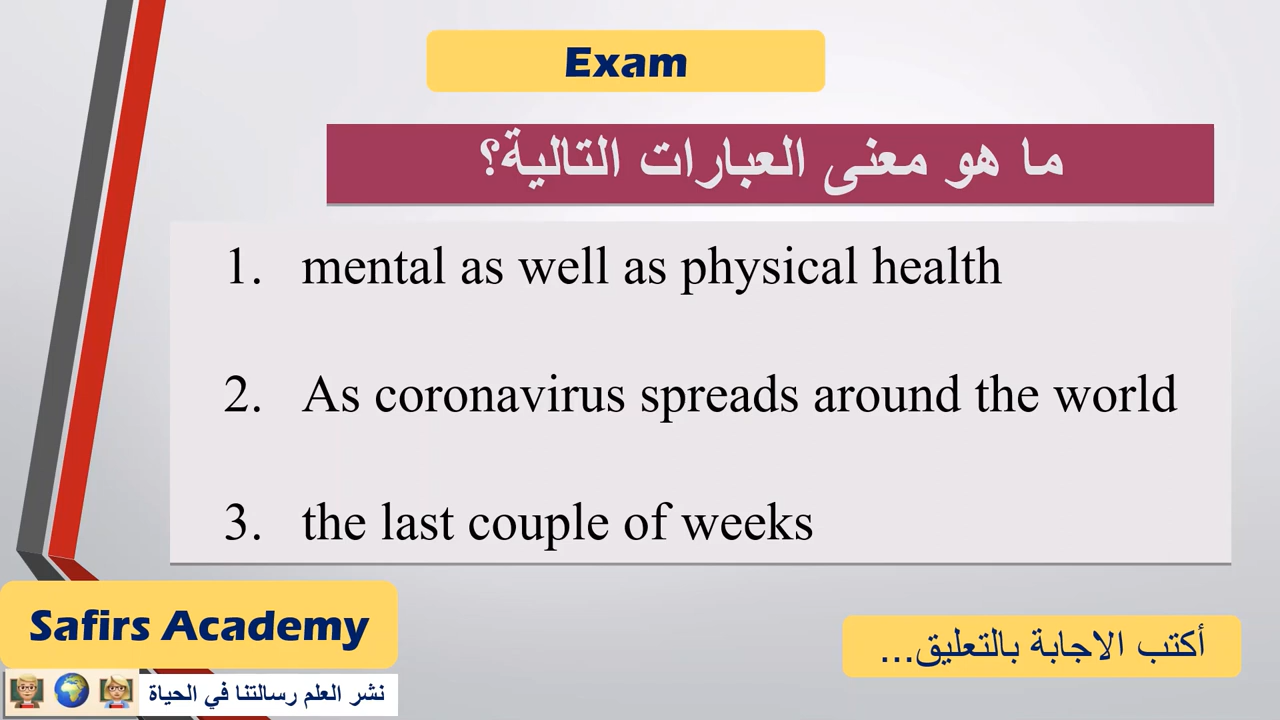 Exam
ما هو معنى العبارات التالية؟
1. mental as well as physical health
2. As coronavirus spreads around the world
3. the last couple of weeks
Safirs Academy
نشر العلم رسالتنا في الحياة
أكتب الاجابة بالتعليق...